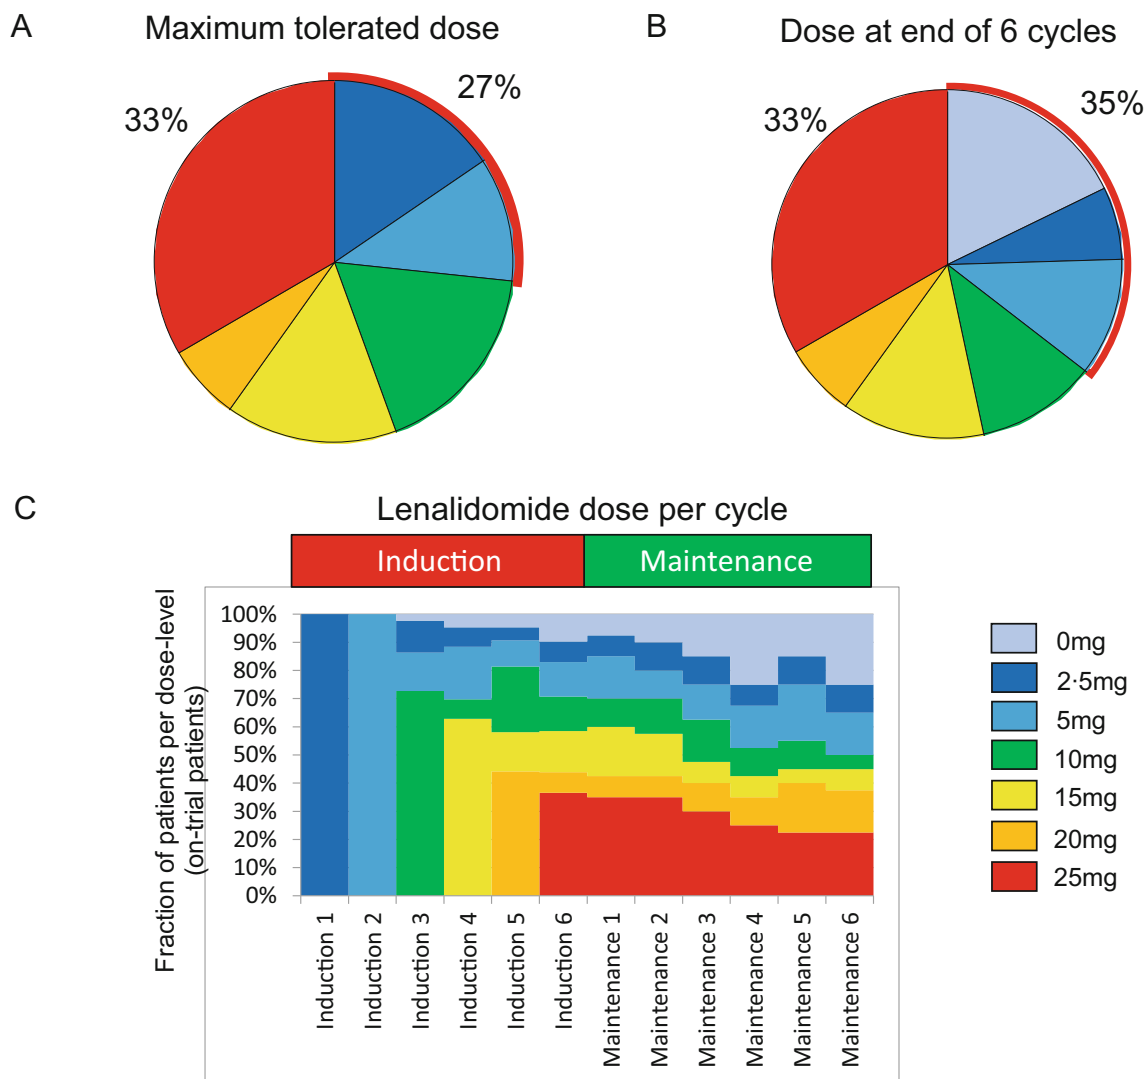 A
Maximum tolerated dose
27%
33%
B
Dose at end of 6 cycles
35%
33%
C
Lenalidomide dose per cycle
Induction
Maintenance
Fraction of patients per dose-level
(on-trial patients)
100%
90%
80%
70%
60%
50%
40%
30%
20%
10%
0%
Induction 1
Induction 2
Induction 3
Induction 4
Induction 5
Induction 6
Maintenance 1
Maintenance 2
Maintenance 3
Maintenance 4
Maintenance 5
Maintenance 6
0mg
2·5mg
5mg
10mg
15mg
20mg
25mg